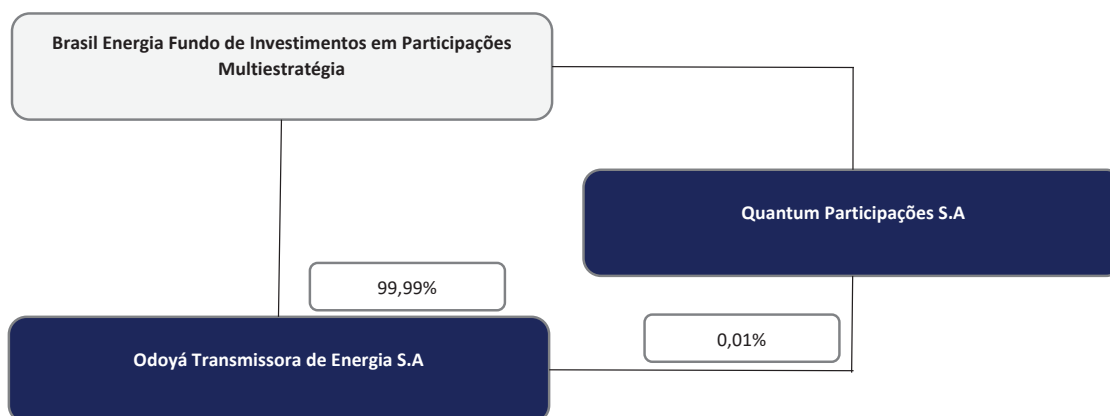 Brasil Energia Fundo de Investimentos em Participações
Multiestratégia
Quantum Participações S.A
99,99%
0,01%
Odoyá Transmissora de Energia S.A